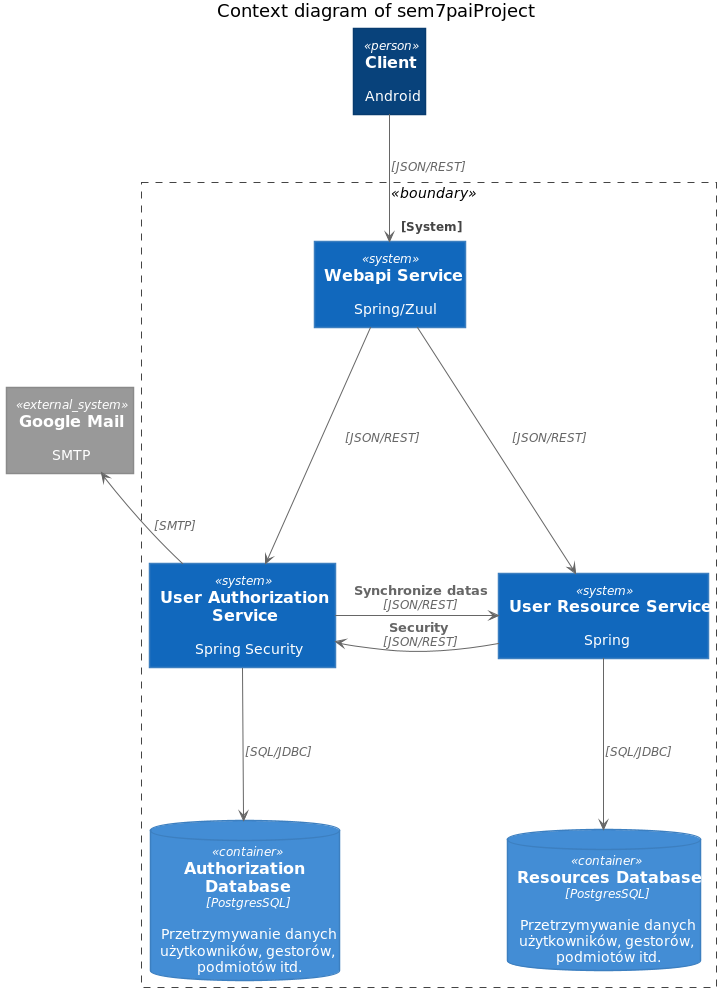 Context diagram of sem7paiProject
«person»
Client
Android
[JSON/REST]
«boundary»
[System]
«system»
Webapi Service
Spring/Zuul
«external_system»
Google Mail
SMTP
[JSON/REST]
[JSON/REST]
[SMTP]
«system»
User Authorization
Service
Spring Security
Synchronize datas
[JSON/REST]
Security
[JSON/REST]
«system»
User Resource Service
Spring
[SQL/JDBC]
[SQL/JDBC]
«container»
Authorization
Database
[PostgresSQL]
Przetrzymywanie danych
użytkowników, gestorów,
podmiotów itd.
«container»
Resources Database
[PostgresSQL]
Przetrzymywanie danych
użytkowników, gestorów,
podmiotów itd.